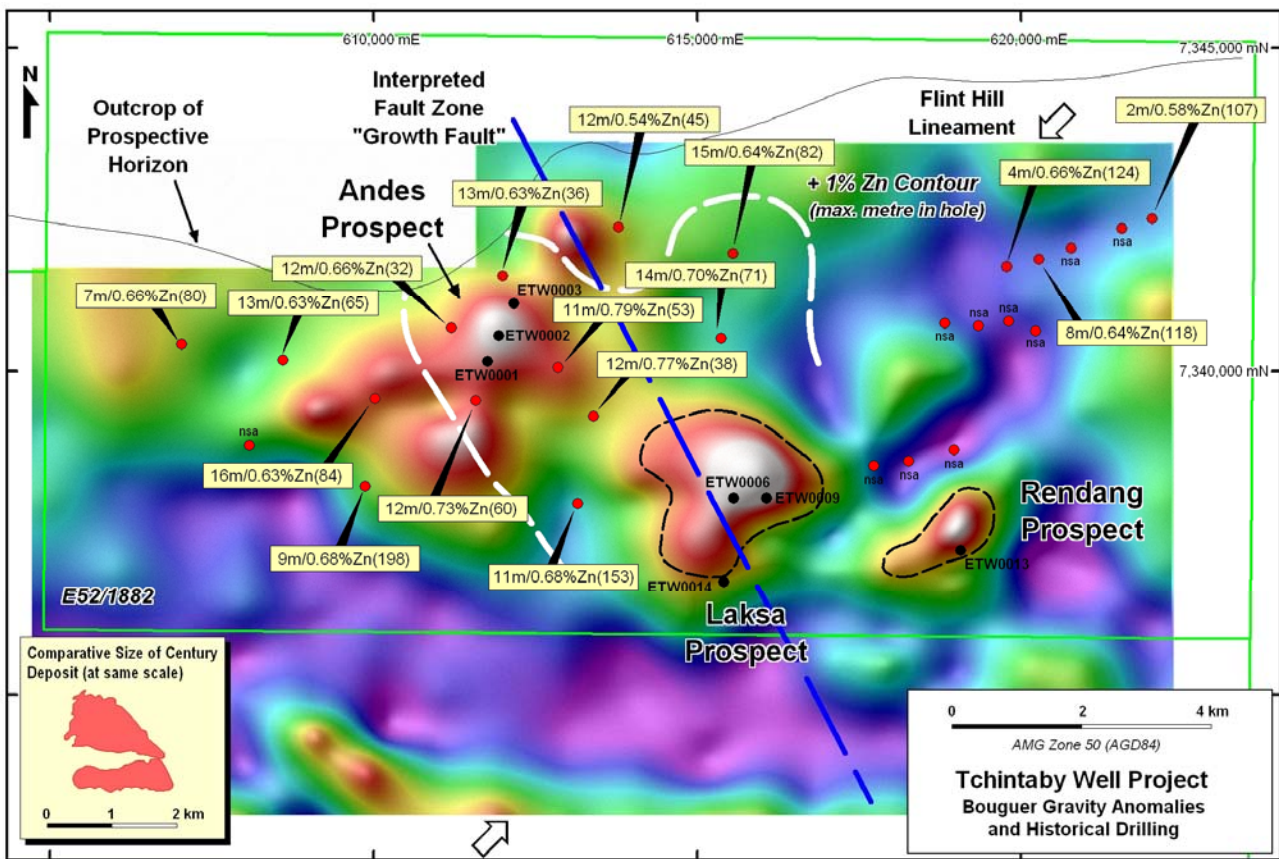 610,000 mE
615,000 mE
620,000 mE
7,345,000 mN
N
Interpreted
Fault Zone
"Growth Fault"
Outcrop of
Prospective
Horizon
Flint Hill
Lineament
12m/0.54%Zn(45)
2m/0.58%Zn(107)
15m/0.64%Zn(82)
4m/0.66%Zn(124)
13m/0.63%Zn(36)
+ 1% Zn Contour
(max. metre in hole)
Andes
Prospect
nsa
nsa
12m/0.66%Zn(32)
14m/0.70%Zn(71)
7m/0.66%Zn(80)
13m/0.63%Zn(65)
ETW0003
11m/0.79%Zn(53)
8m/0.64%Zn(118)
nsa
nsa
nsa
nsa
ETW0002
ETW0001
12m/0.77%Zn(38)
7,340,000 mN
nsa
16m/0.63%Zn(84)
nsa
nsa
nsa
ETW0006
ETW0009
Rendang
Prospect
12m/0.73%Zn(60)
9m/0.68%Zn(198)
11m/0.68%Zn(153)
ETW0013
ETW0014
E52/1882
Laksa
Prospect
Comparative Size of Century
Deposit (at same scale)
0 1 2 km
0 2 4 km
AMG Zone 50 (AGD84)
Tchintaby Well Project
Bouguer Gravity Anomalies
and Historical Drilling